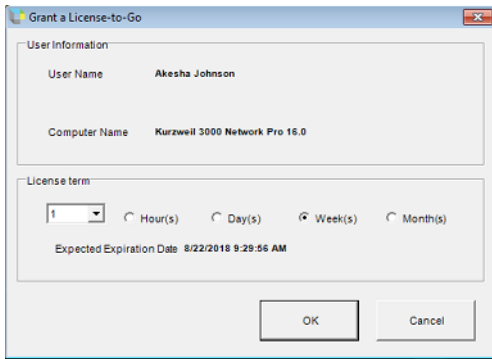 Grant a License-to-Go
User Information
User Name Akesha Johnson
Computer Name Kurzweil 3000 Network Pro 16.0
License term
1 Hour(s) Day(s) Week(s) Month(s)
Expected Expiration Date 8/22/2018 9:29:56 AM
OK Cancel